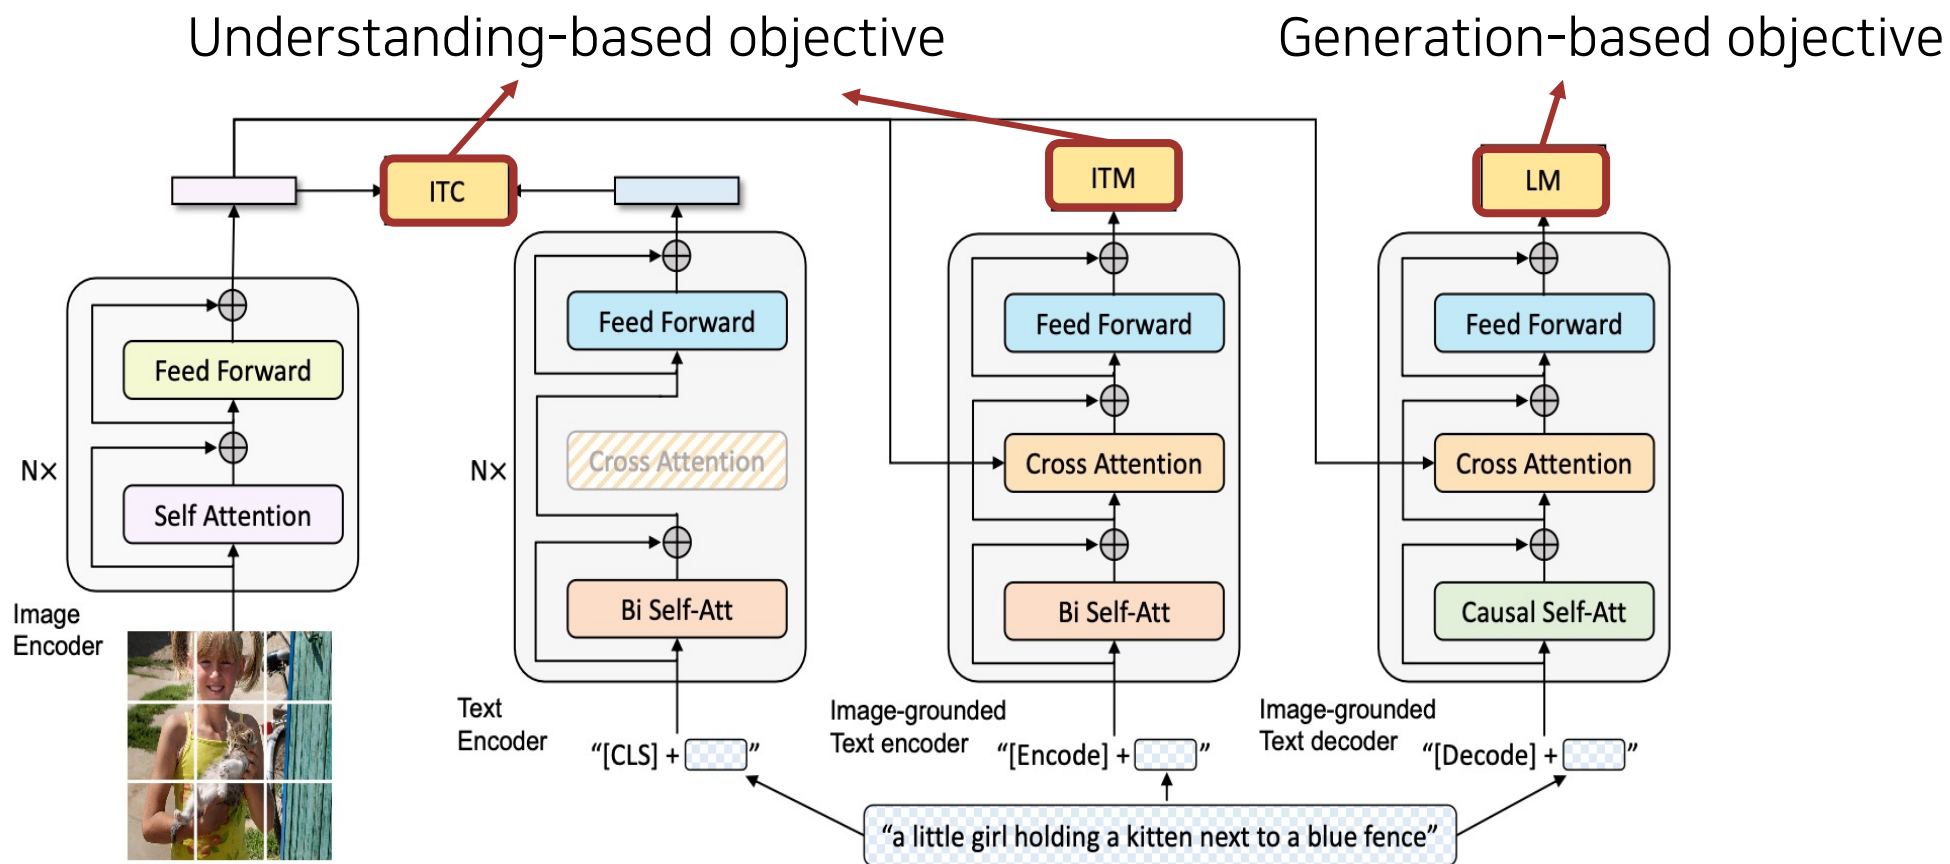 Understanding-based objective
Generation-based objective
ITC
ITM
LM
Feed Forward
Self Attention
N×
Image
Encoder
Feed Forward
Cross Attention
Bi Self-Att
N×
Text
Encoder
“[CLS] + ”
Feed Forward
Cross Attention
Bi Self-Att
Image-grounded
Text encoder
“[Encode] + ”
Feed Forward
Cross Attention
Causal Self-Att
Image-grounded
Text decoder
“[Decode] + ”
“a little girl holding a kitten next to a blue fence”